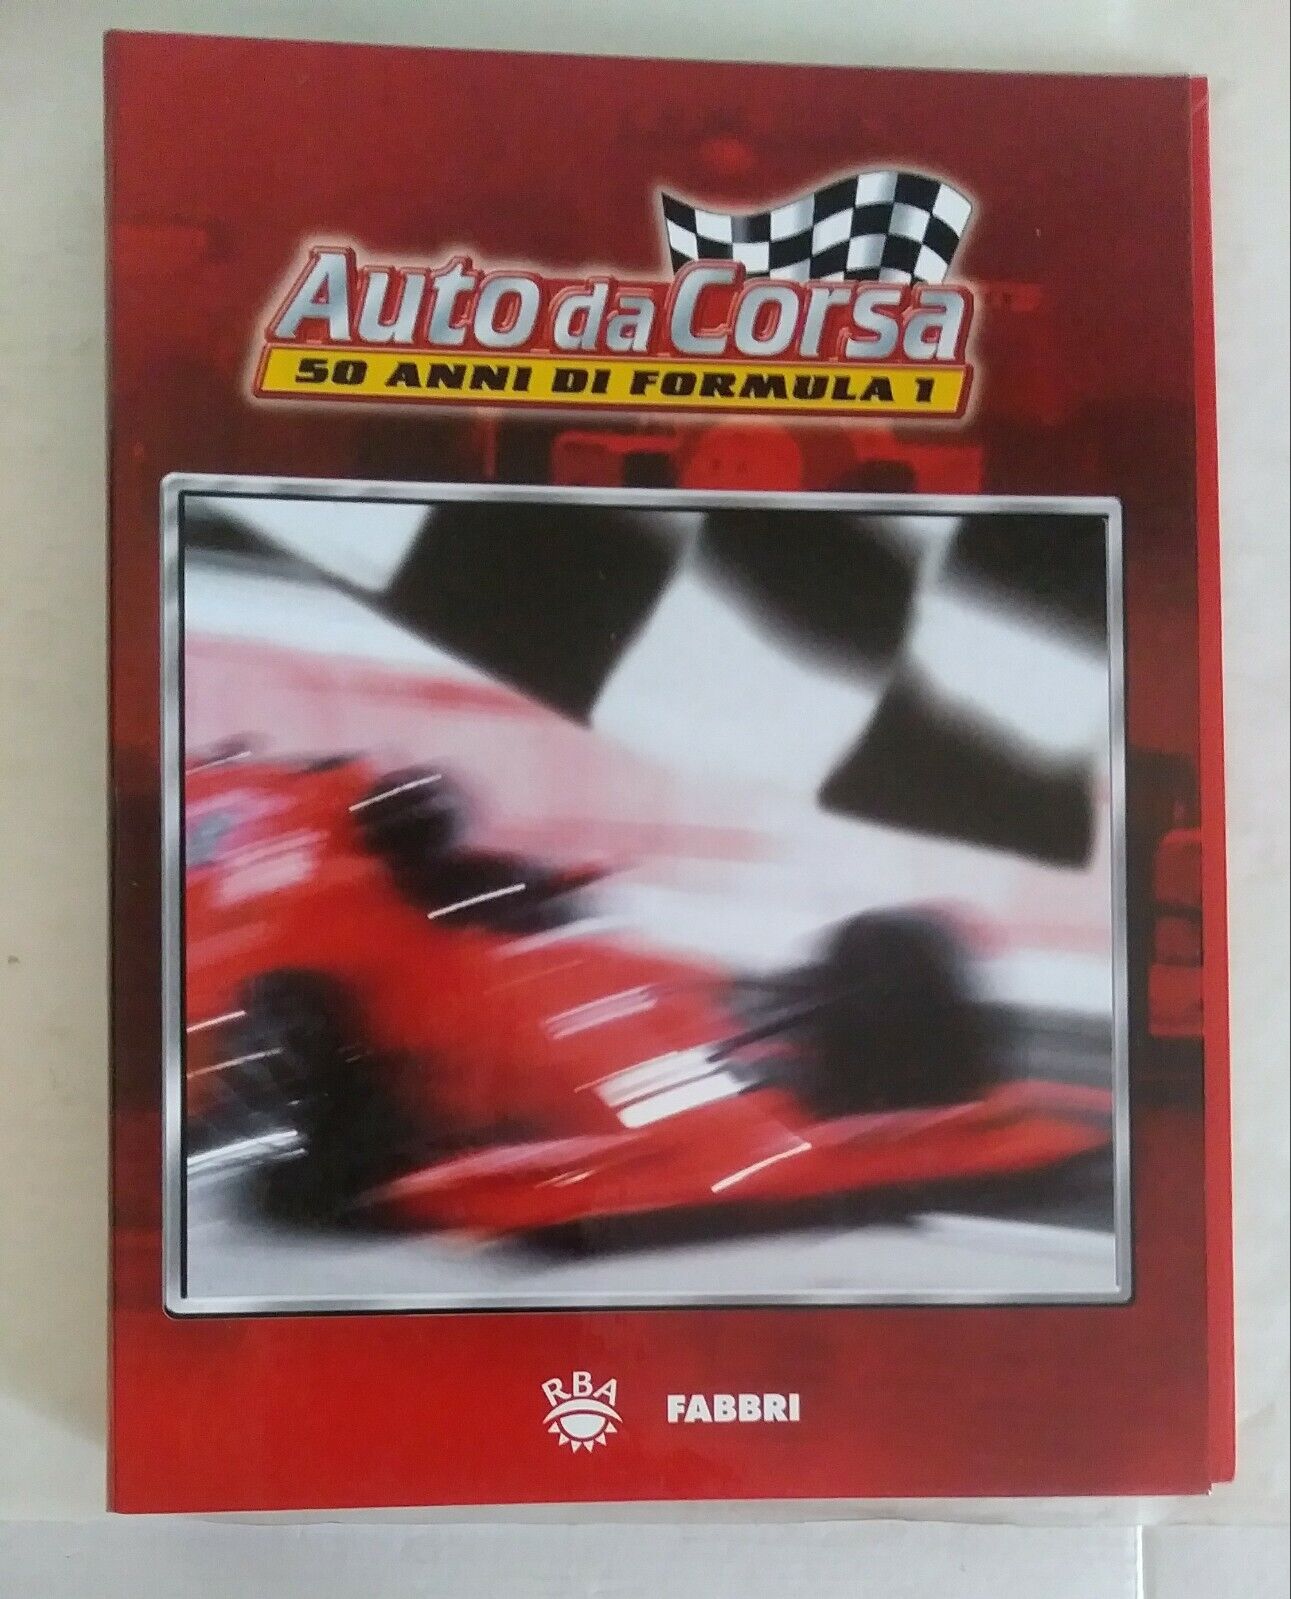 Auto da Corsa
50 ANNI DI FORMULA 1
RBA FABBRI